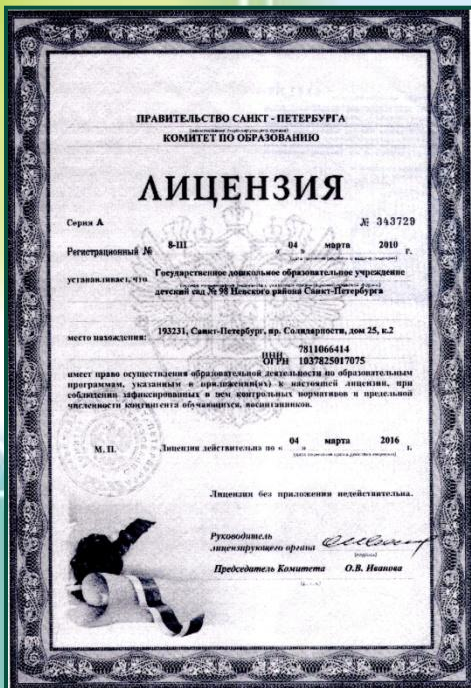 ПРАВИТЕЛЬСТВО САНКТ - ПЕТЕРБУРГА
КОМИТЕТ ПО ОБРАЗОВАНИЮ
ЛИЦЕНЗИЯ
Серия А № 343729
Регистрационный № 8-III « 04 » марта 2010 г.
устанавливает, что Государственное дошкольное образовательное учреждение
детский сад № 98 Невского района Санкт-Петербурга
место нахождения: 193231, Санкт-Петербург, пр. Солидарности, дом 25, к.2
ИНН 7811066414
ОГРН 1037825017075
имеет право осуществления образовательной деятельности по образовательным
программам, указанным в приложении(ях) к настоящей лицензии, при
соблюдении зафиксированных в нем контрольных нормативов и предельной
численности контингента обучающихся, воспитанников.
М. П. Лицензия действительна по « 04 » марта 2016 г.
Лицензия без приложения недействительна.
Руководитель
лицензирующего органа
Председатель Комитета О.В. Иванова